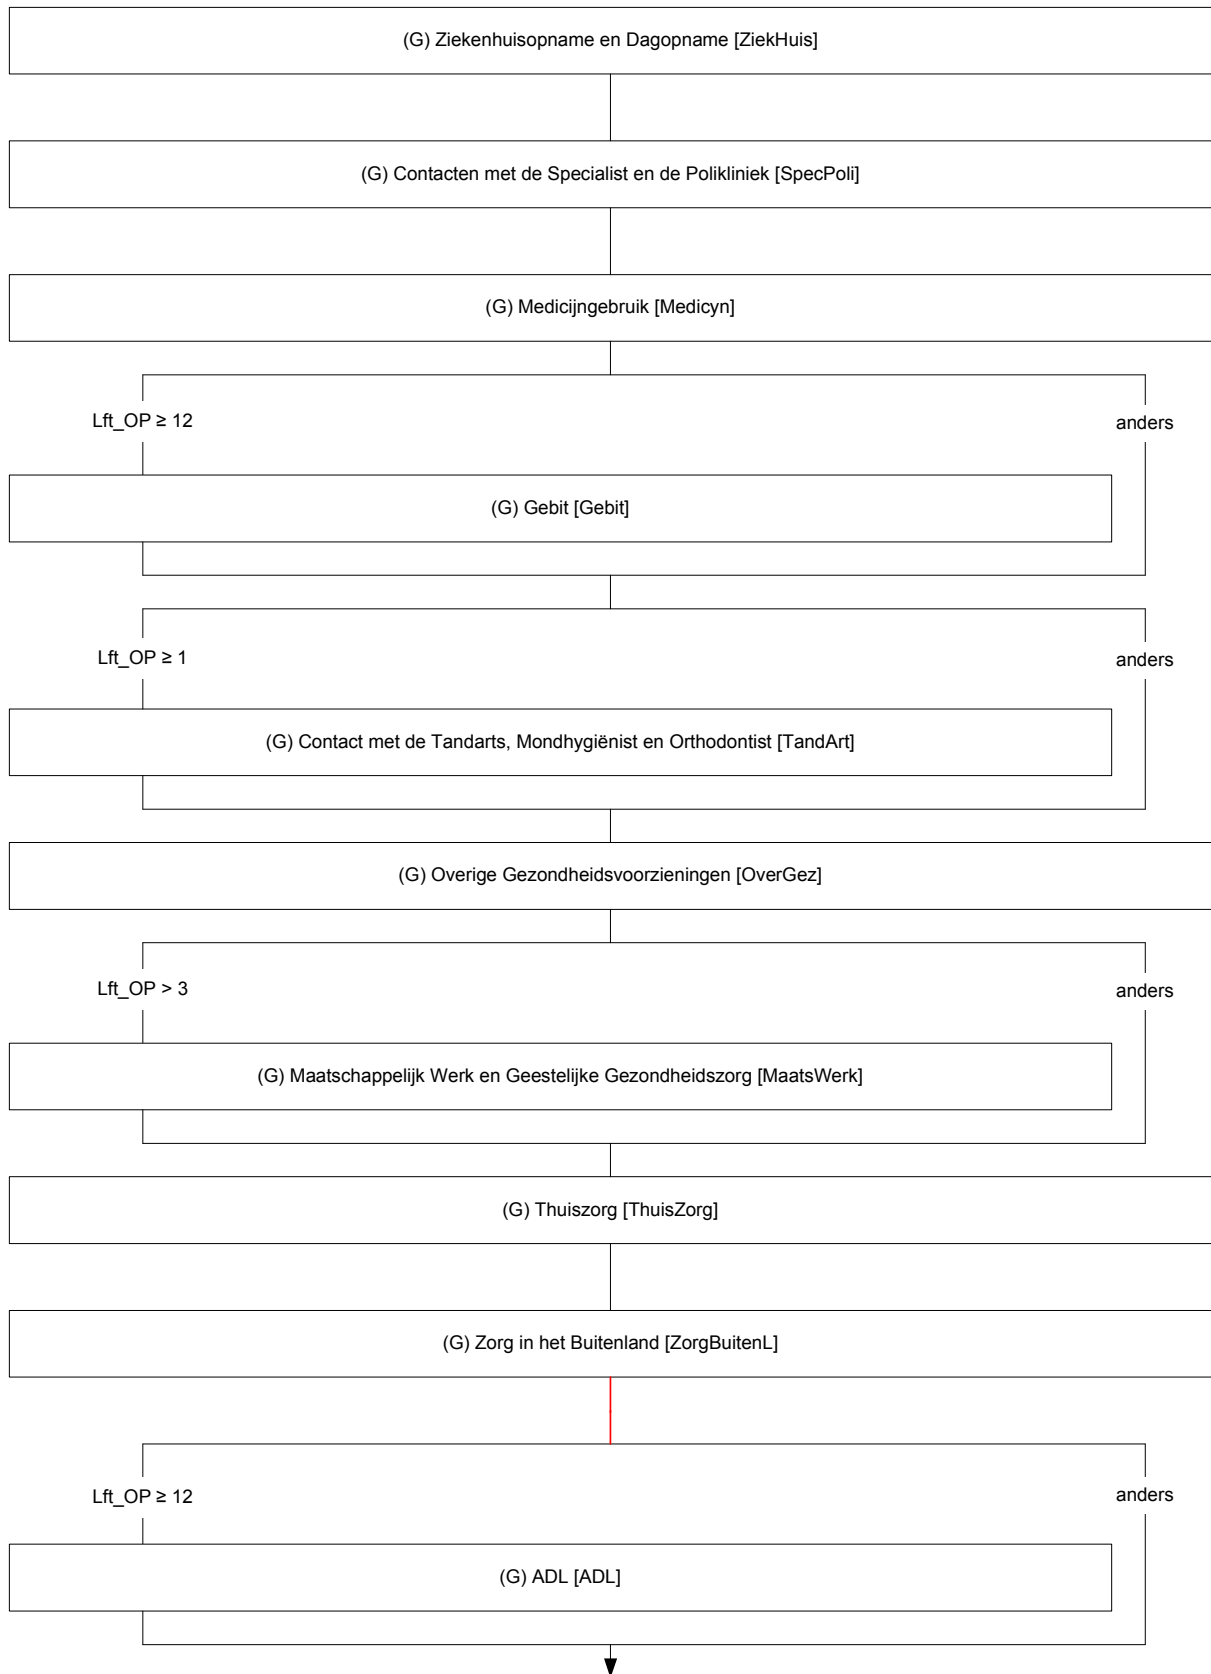 (G) Ziekenhuisopname en Dagopname [ZiekHuis]
(G) Contacten met de Specialist en de Polikliniek [SpecPoli]
(G) Medicijngebruik [Medicyn]
Lft_OP ≥ 12
anders
(G) Gebit [Gebit]
Lft_OP ≥ 1
anders
(G) Contact met de Tandarts, Mondhygiënist en Orthodontist [TandArt]
(G) Overige Gezondheidsvoorzieningen [OverGez]
Lft_OP > 3
anders
(G) Maatschappelijk Werk en Geestelijke Gezondheidszorg [MaatsWerk]
(G) Thuiszorg [ThuisZorg]
(G) Zorg in het Buitenland [ZorgBuitenL]
Lft_OP ≥ 12
anders
(G) ADL [ADL]